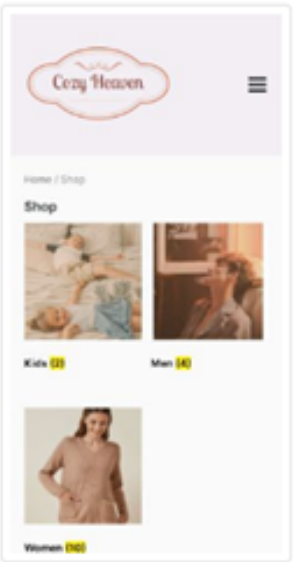 Cozy Heaven
Home / Shop
Shop
Kids (2)
Men (4)
Women (10)